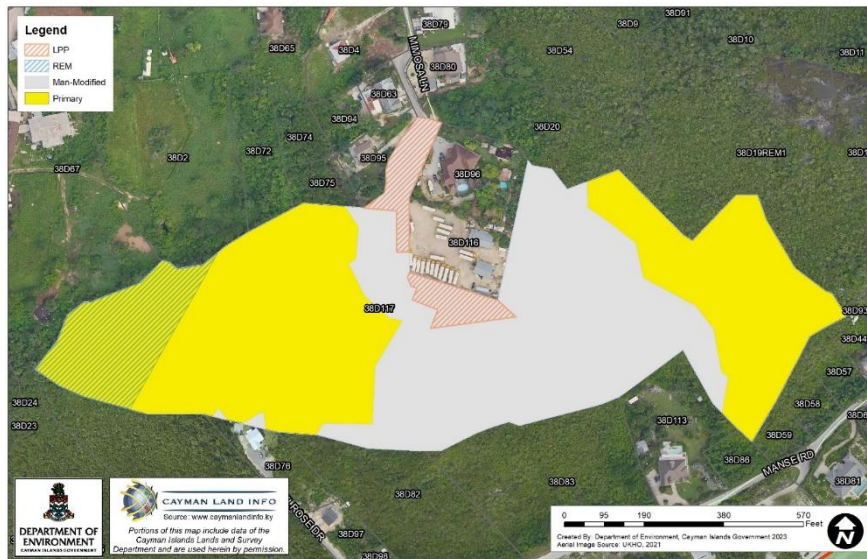 Legend
LPP
REM
Man-Modified
Primary
38D79
38D9
38D91
38D10
38D65
38D4
38D54
38D11
MIMOSA LN
38D80
38D63
38D94
38D74
38D20
38D2
38D72
38D95
38D19REM1
38D67
38D75
38D96
38D116
38D117
38D93
38D44
38D24
38D57
38D58
38D23
38D113
38D59
38D76
38D86
MANSE RD
38D82
38D83
38D81
38D97
38D98
DEPARTMENT OF
ENVIRONMENT
CAYMAN ISLANDS GOVERNMENT
CAYMAN LAND INFO
Source: www.caymanlandinfo.ky
Portions of this map include data of the
Cayman Islands Lands and Survey
Department and are used herein by permission.
0 95 190 380 570
Feet
Created By: Department of Environment, Cayman Islands Government 2023
Aerial Image Source: UKHO, 2021
N